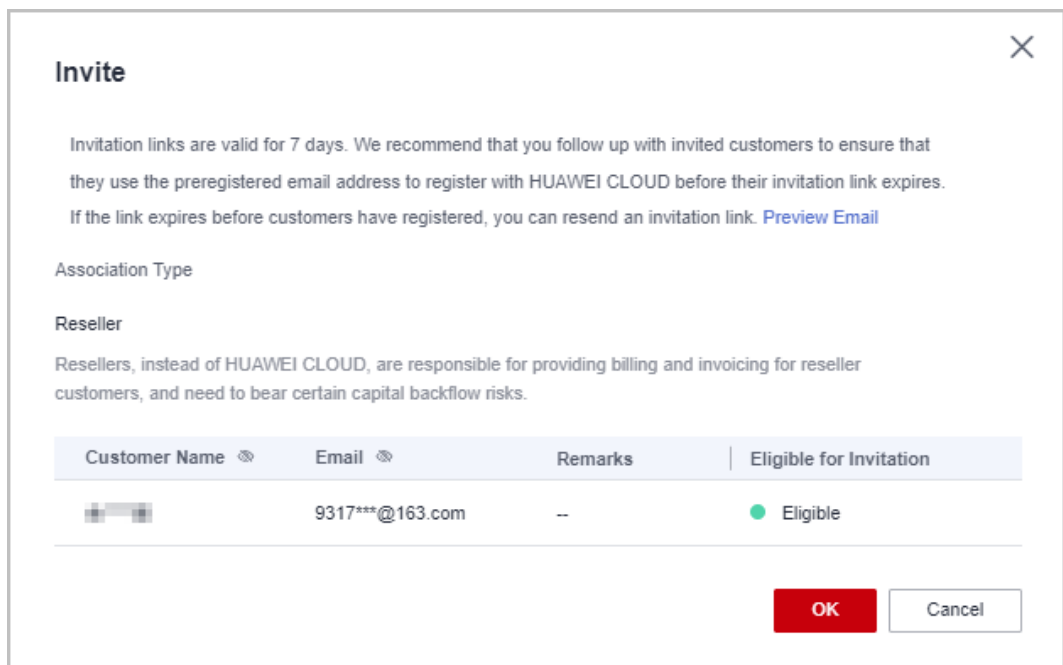 Invite
Invitation links are valid for 7 days. We recommend that you follow up with invited customers to ensure that
they use the preregistered email address to register with HUAWEI CLOUD before their invitation link expires.
If the link expires before customers have registered, you can resend an invitation link. Preview Email
Association Type
Reseller
Resellers, instead of HUAWEI CLOUD, are responsible for providing billing and invoicing for reseller
customers, and need to bear certain capital backflow risks.
Customer Name Email Remarks Eligible for Invitation
9317***@163.com -- Eligible
OK Cancel